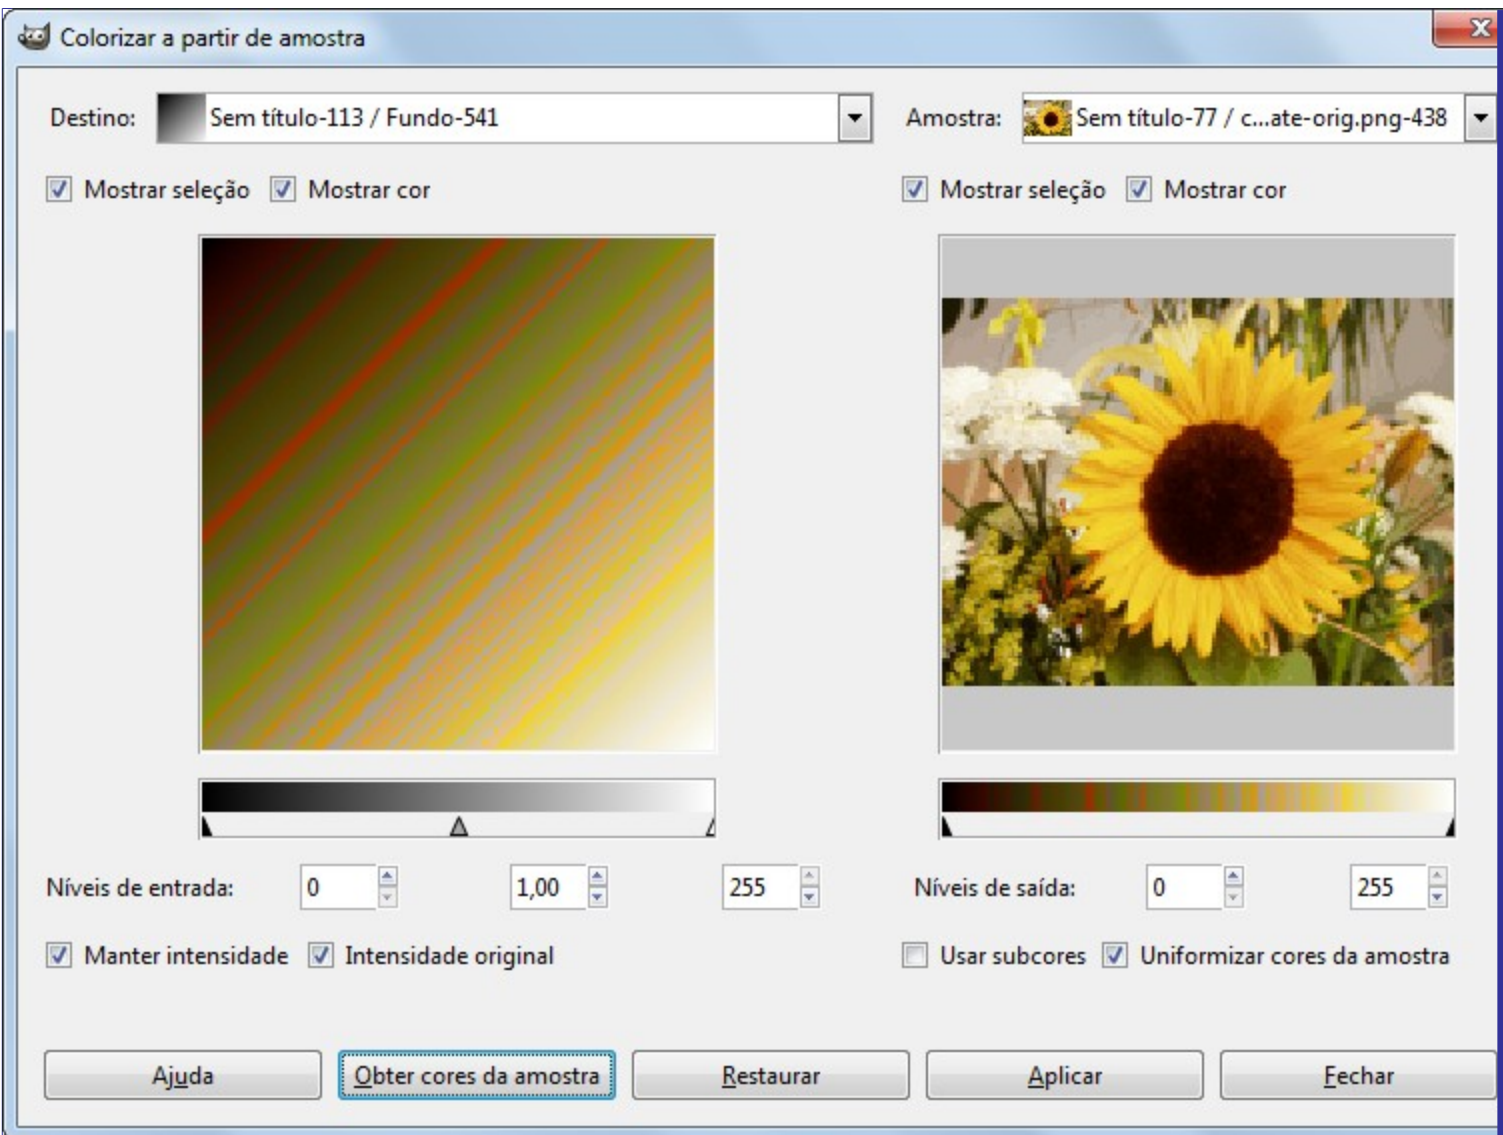 Colorizar a partir de amostra
Destino: Sem título-113 / Fundo-541
Amostra: Sem título-77 / c...ate-orig.png-438
Mostrar seleção Mostrar cor
Mostrar seleção Mostrar cor
Níveis de entrada: 0 1,00 255
Níveis de saída: 0 255
Manter intensidade Intensidade original
Usar subcores Uniformizar cores da amostra
Ajuda Obter cores da amostra Restaurar Aplicar Fechar